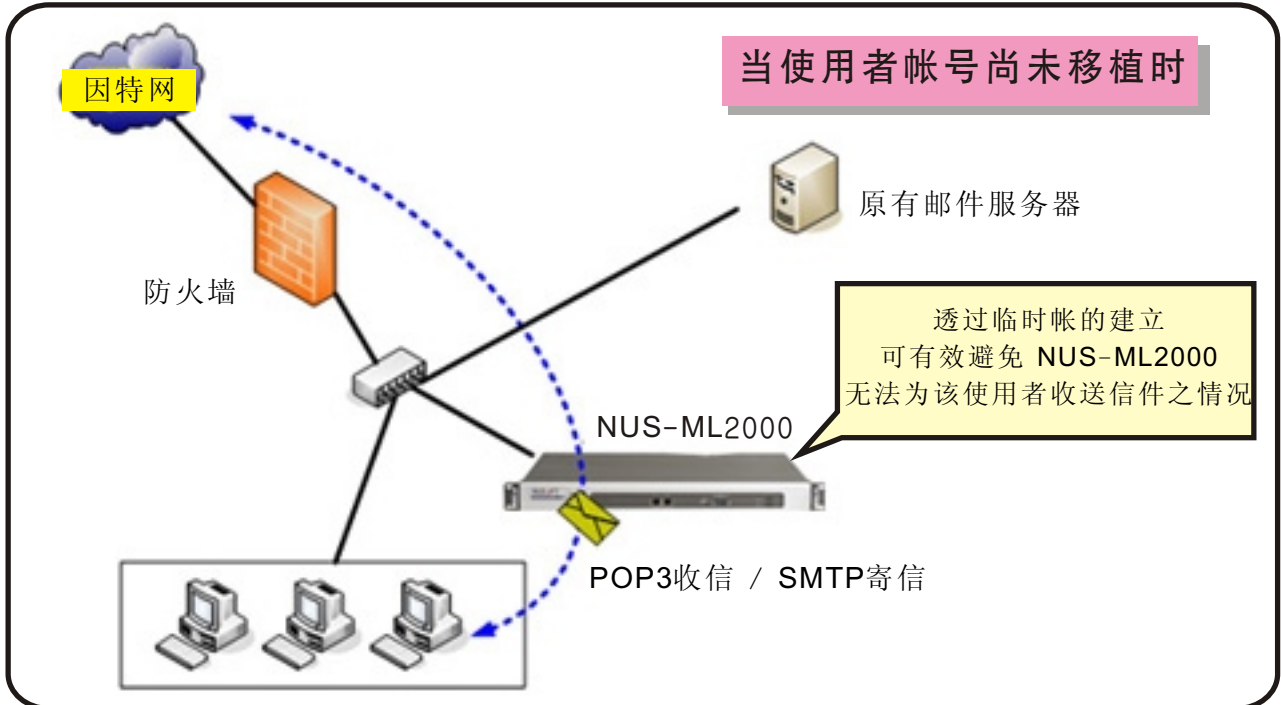 当使用者帐号尚未移植时
因特网
原有邮件服务器
防火墙
透过临时帐的建立
可有效避免 NUS-ML2000
无法为该使用者收送信件之情况
NUS-ML2000
POP3收信 / SMTP寄信